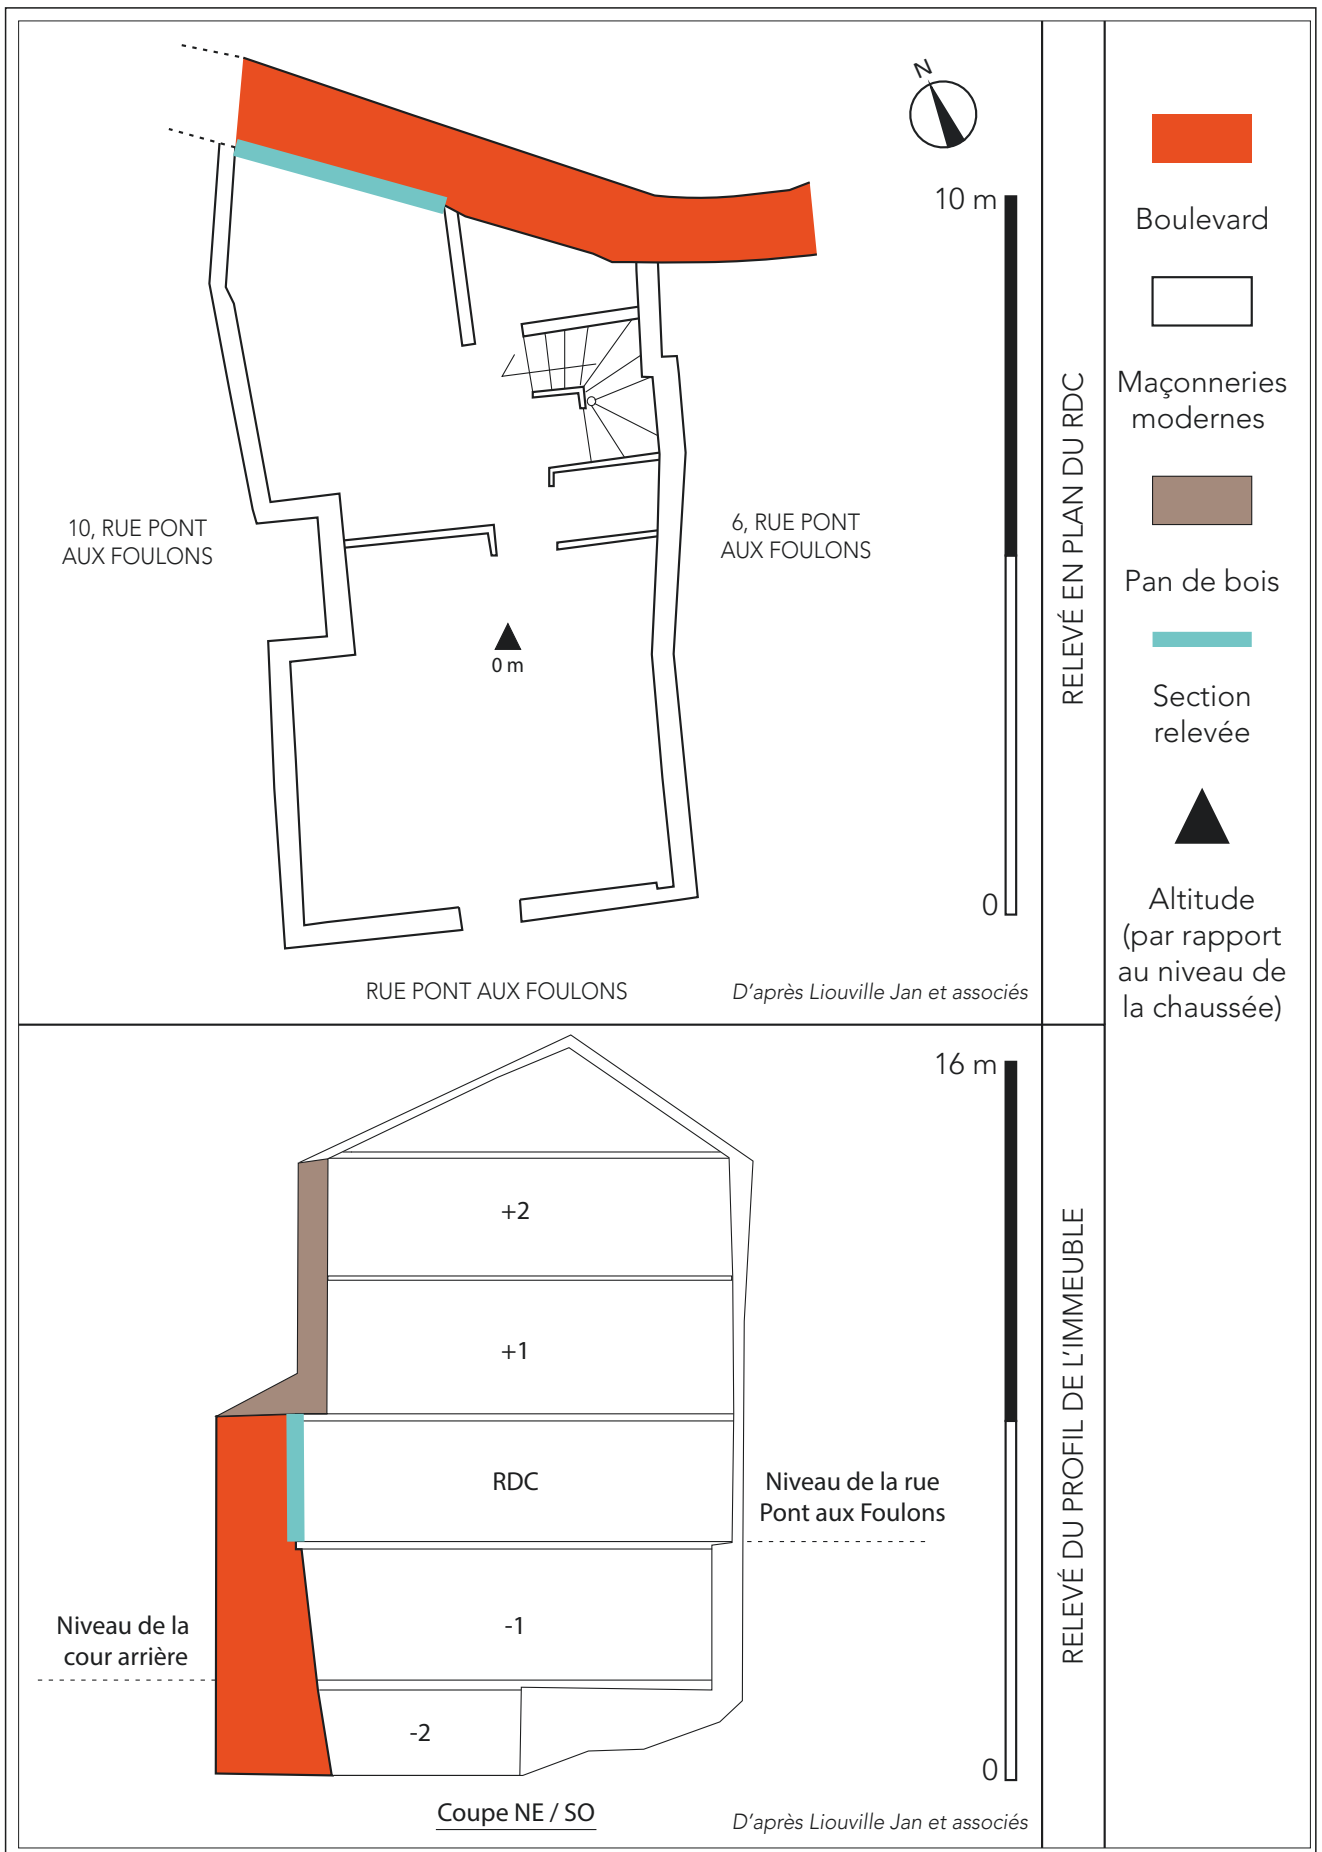 N
10 m
0
10, RUE PONT
AUX FOULONS
6, RUE PONT
AUX FOULONS
0 m
RUE PONT AUX FOULONS
D'après Liouville Jan et associés
RELEVÉ EN PLAN DU RDC
Boulevard
Maçonneries
modernes
Pan de bois
Section
relevée
Altitude
(par rapport
au niveau de
la chaussée)
16 m
0
+2
+1
RDC
-1
-2
Niveau de la rue
Pont aux Foulons
Niveau de la
cour arrière
Coupe NE / SO
D'après Liouville Jan et associés
RELEVÉ DU PROFIL DE L'IMMEUBLE